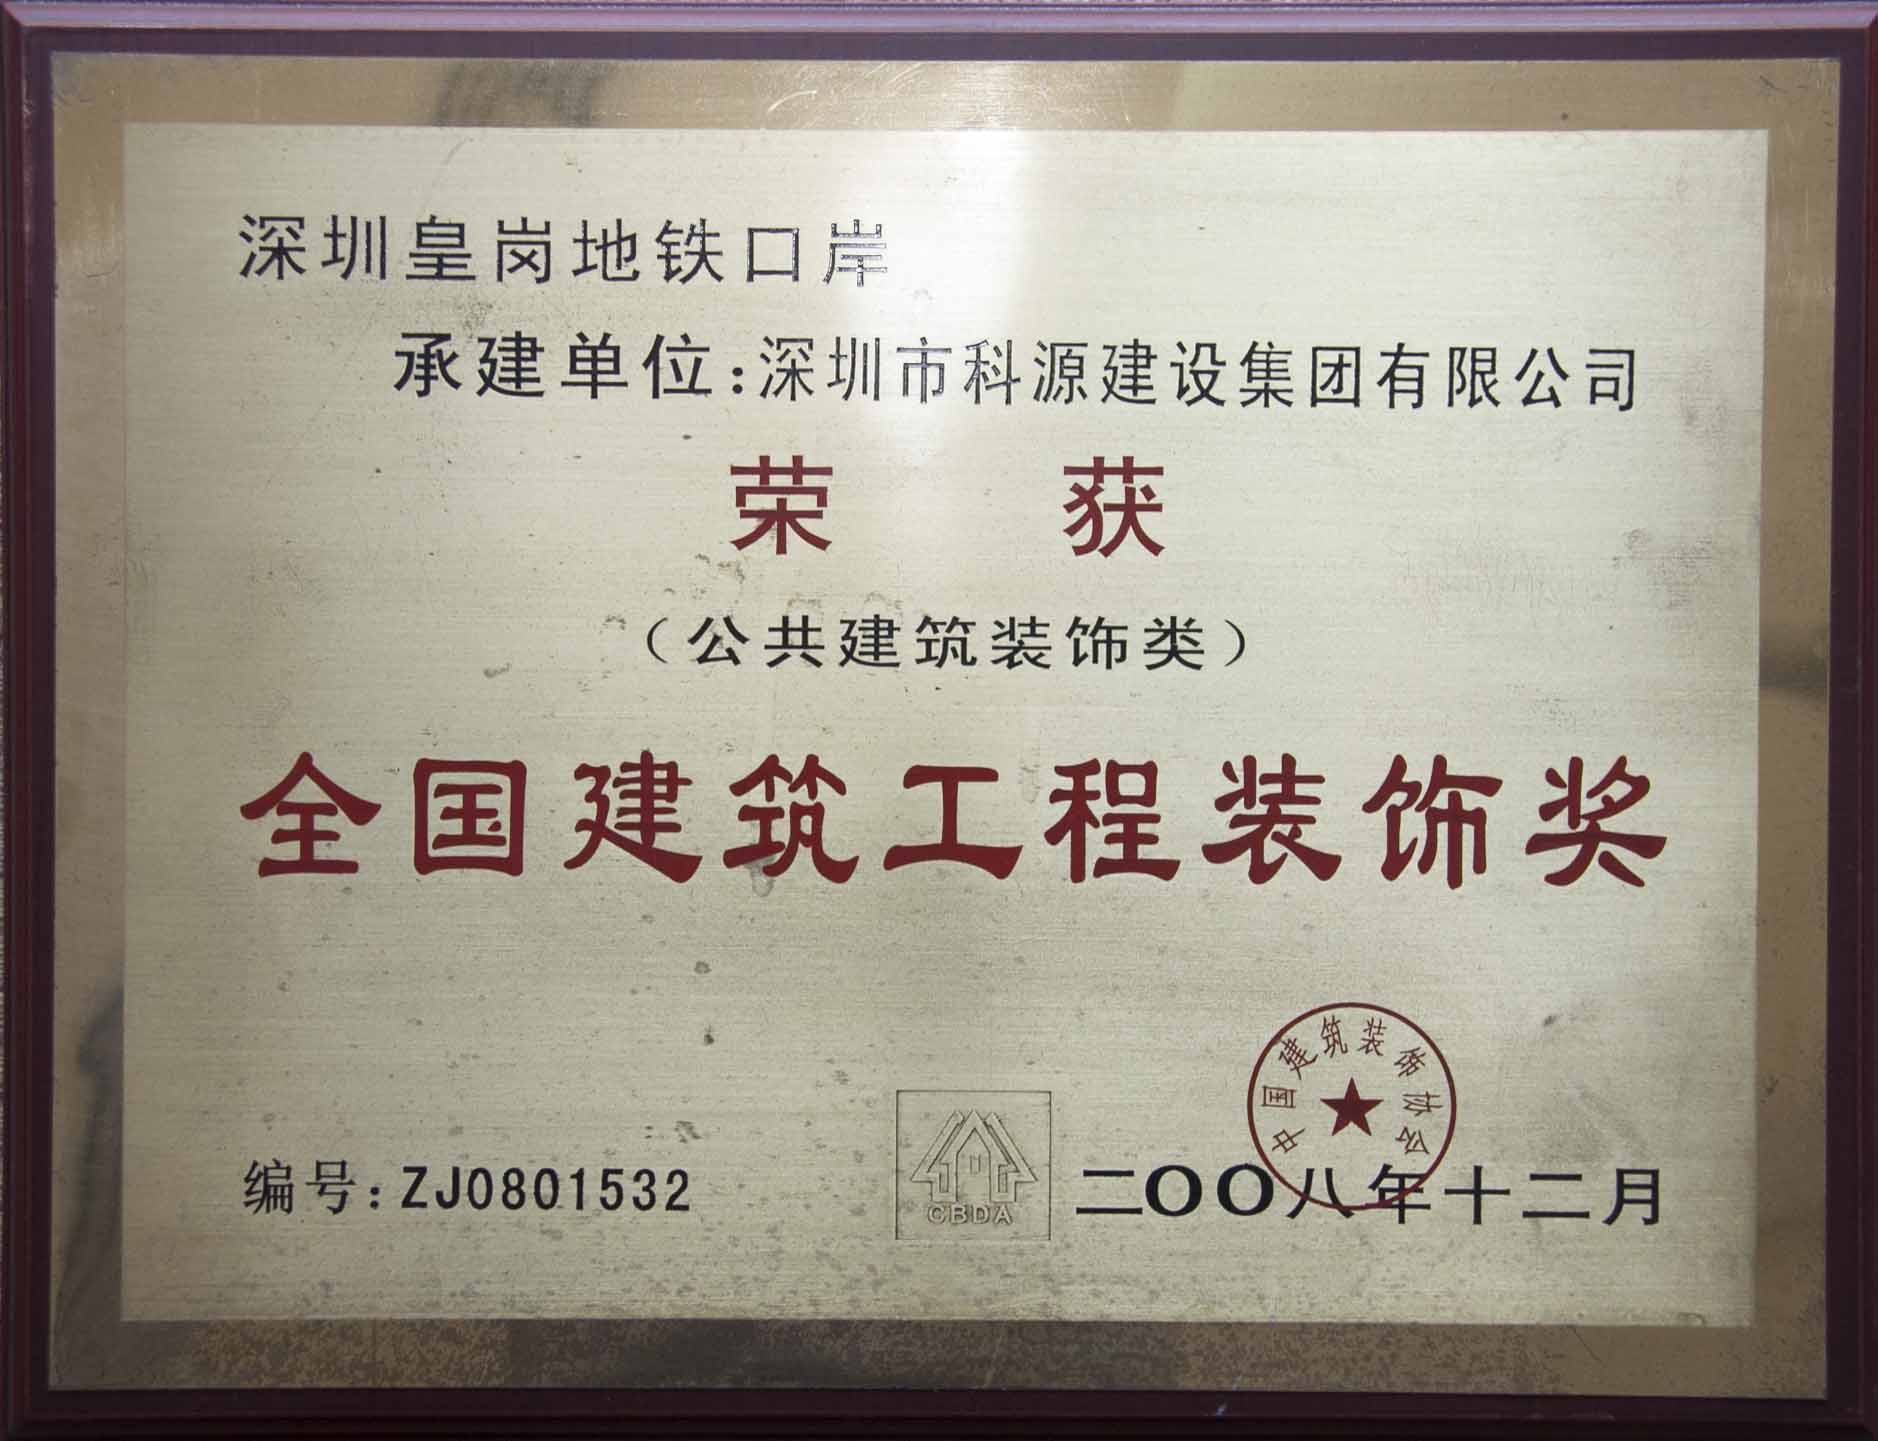 深圳皇岗地铁口岸
承建单位:深圳市科源建设集团有限公司
荣获
（公共建筑装饰类）
全国建筑工程装饰奖
中国建筑装饰协会
编号:ZJ0801532
CBDA
二〇〇八年十二月